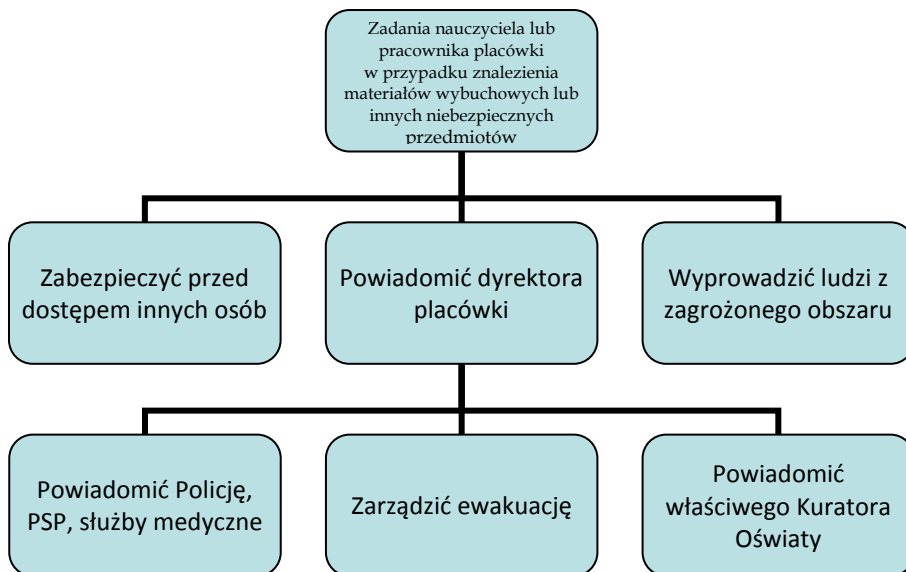 Zadania nauczyciela lub
pracownika placówki
w przypadku znalezienia
materiałów wybuchowych lub
innych niebezpiecznych
przedmiotów
Zabezpieczyć przed
dostępem innych osób
Powiadomić dyrektora
placówki
Wyprowadzić ludzi z
zagrożonego obszaru
Powiadomić Policję,
PSP, służby medyczne
Zarządzić ewakuację
Powiadomić
właściwego Kuratora
Oświaty